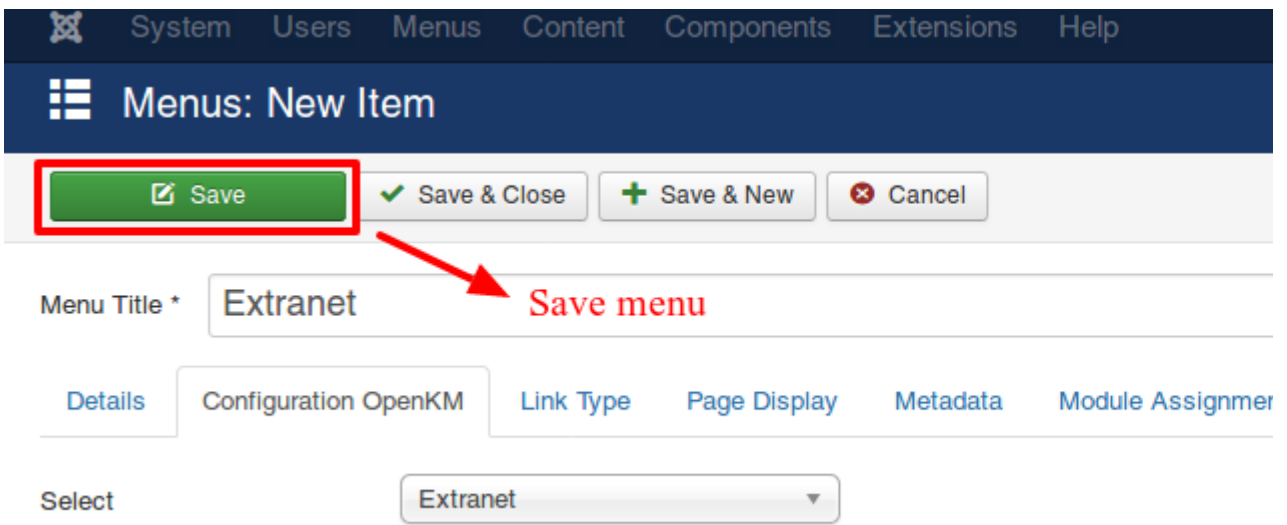 System Users Menus Content Components Extensions Help
Menus: New Item
Save Save & Close Save & New Cancel
Menu Title * Extranet Save menu
Details Configuration OpenKM Link Type Page Display Metadata Module Assignmen
Select Extranet